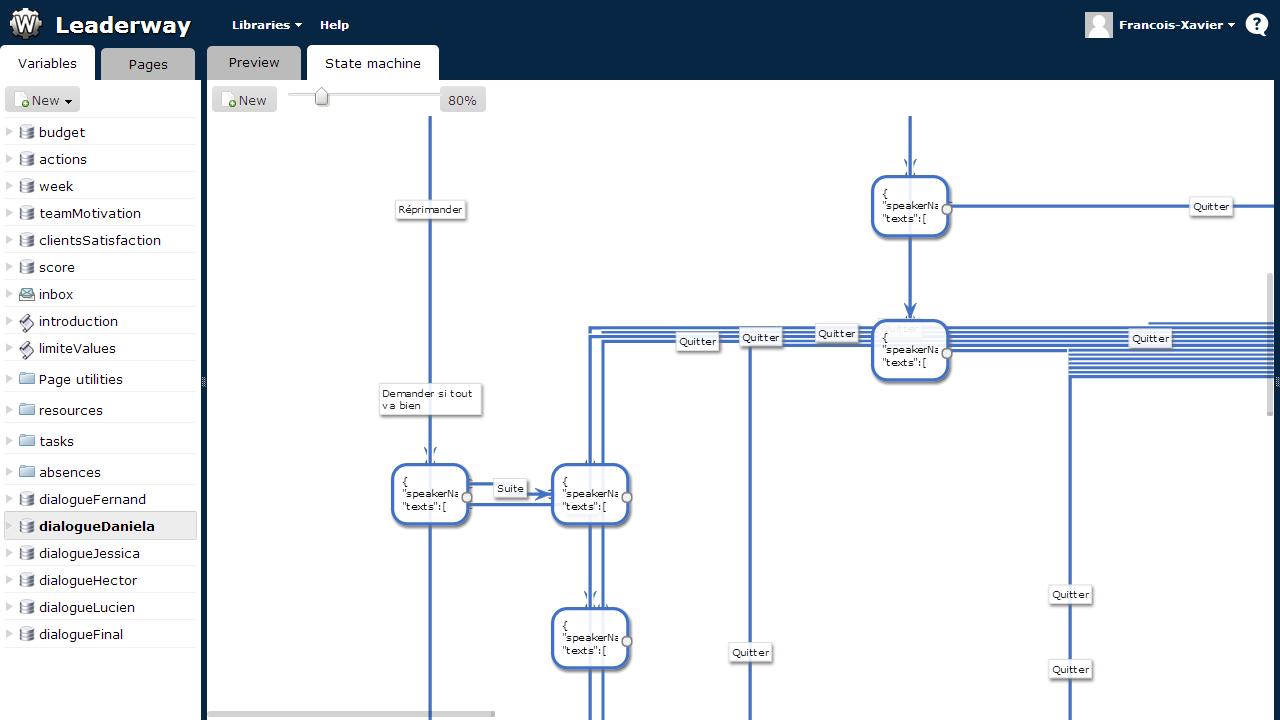 W Leaderway Libraries Help Francois-Xavier ?
Variables Pages Preview State machine
New
New 80%
budget
actions
week
teamMotivation
clientsSatisfaction
score
inbox
introduction
limiteValues
Page utilities
resources
tasks
absences
dialogueFernand
dialogueDaniela
dialogueJessica
dialogueHector
dialogueLucien
dialogueFinal
{
"speakerNa
"texts":[
Quitter
Réprimander
Quitter
Quitter
Quitter
Quitter
Quitter
{
"speakerNa
"texts":[
Demander si tout
va bien
{
"speakerNa
"texts":[
Suite
{
"speakerNa
"texts":[
{
"speakerNa
"texts":[
Quitter
Quitter
Quitter